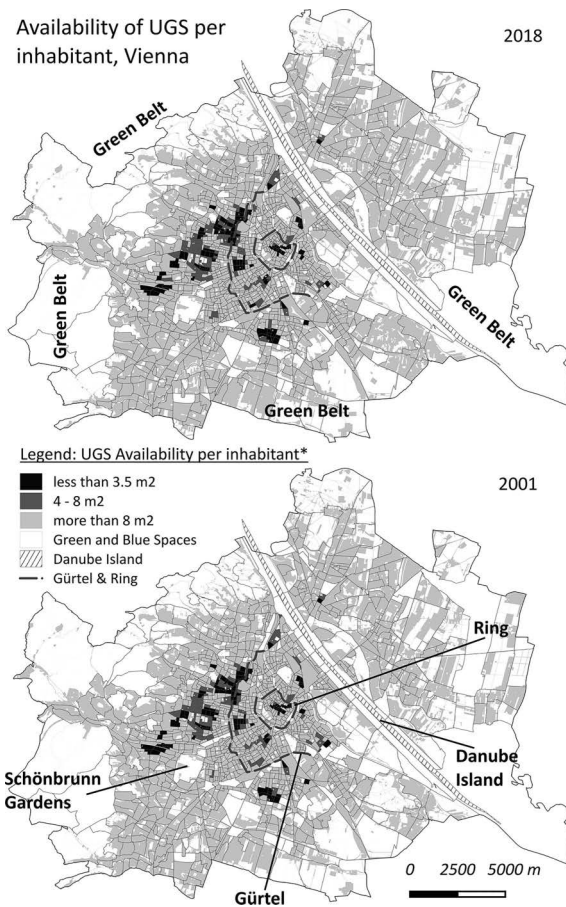 Availability of UGS per
inhabitant, Vienna
2018
Green Belt
Green Belt
Green Belt
Green Belt
Legend: UGS Availability per inhabitant*
less than 3.5 m2
4 - 8 m2
more than 8 m2
Green and Blue Spaces
Danube Island
Gürtel & Ring
2001
Ring
Danube
Island
Schönbrunn
Gardens
Gürtel
0 2500 5000 m